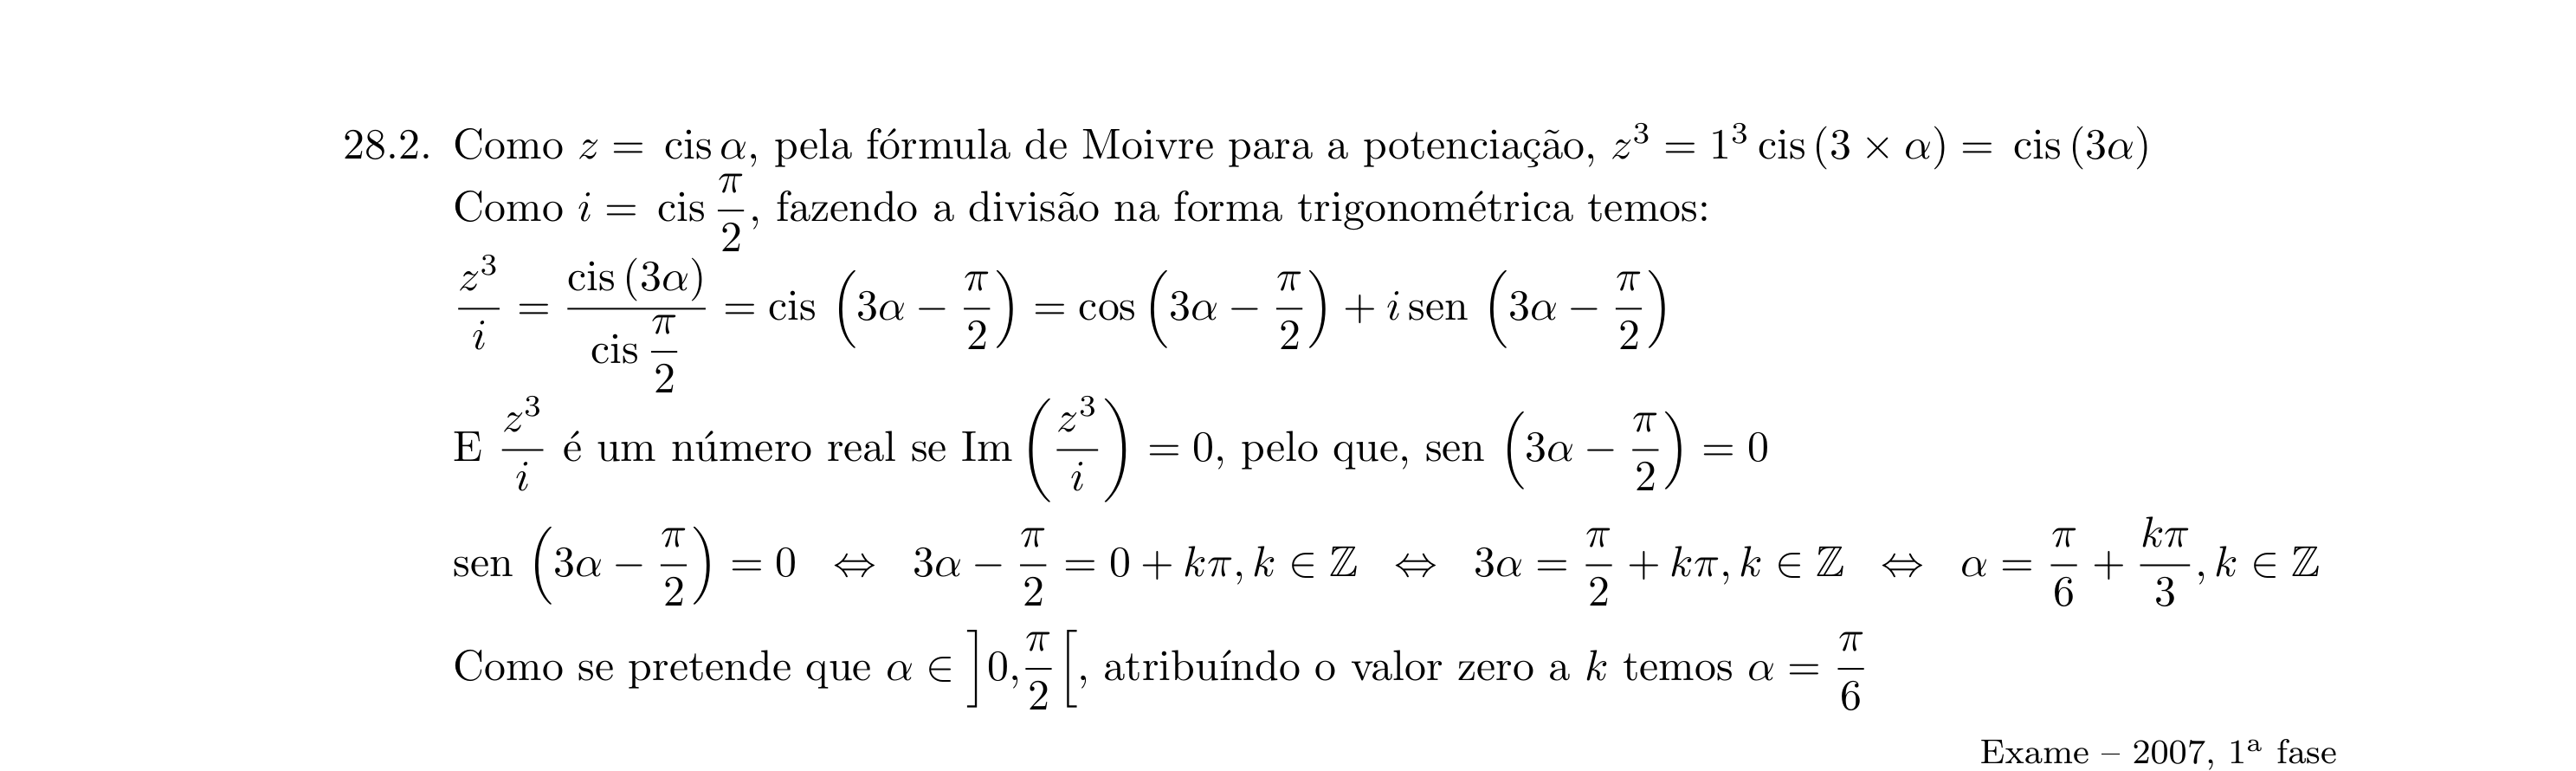 28.2. Como z = cis α, pela fórmula de Moivre para a potenciação, z³ = 1³ cis (3 × α) = cis (3α)
Como i = cis π/2, fazendo a divisão na forma trigonométrica temos:
z³/i = cis (3α)/cis π/2 = cis (3α − π/2) = cos (3α − π/2) + i sen (3α − π/2)
E z³/i é um número real se Im (z³/i) = 0, pelo que, sen (3α − π/2) = 0
sen (3α − π/2) = 0 ⇔ 3α − π/2 = 0 + kπ, k ∈ ℤ ⇔ 3α = π/2 + kπ, k ∈ ℤ ⇔ α = π/6 + kπ/3, k ∈ ℤ
Como se pretende que α ∈ ]0, π/2[, atribuíndo o valor zero a k temos α = π/6
Exame – 2007, 1ª fase